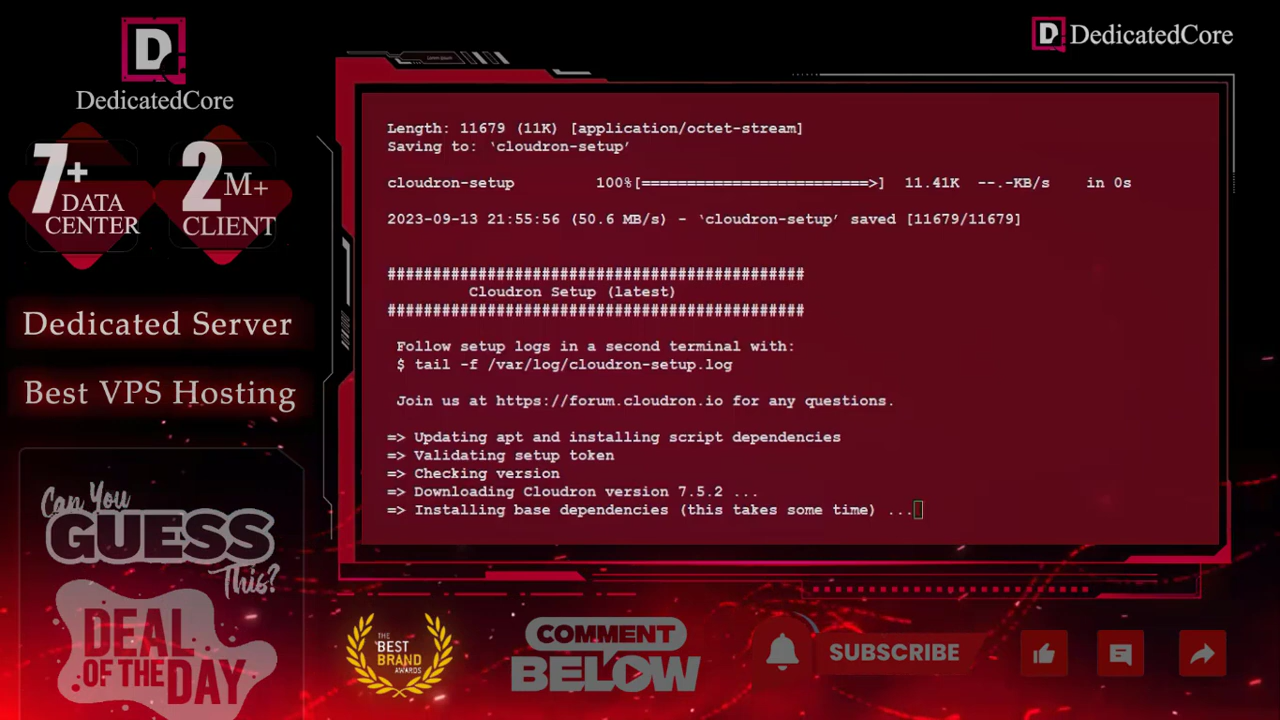 DedicatedCore
7+
DATA
CENTER
2
M+
CLIENT
Dedicated Server
Best VPS Hosting
Can You
GUESS
This?
DEAL
OF THE DAY
DedicatedCore
Length: 11679 (11K) [application/octet-stream]
Saving to: ‘cloudron-setup’
cloudron-setup 100%[=========================>] 11.41K --.-KB/s in 0s
2023-09-13 21:55:56 (50.6 MB/s) - ‘cloudron-setup’ saved [11679/11679]
##############################################
Cloudron Setup (latest)
##############################################
Follow setup logs in a second terminal with:
$ tail -f /var/log/cloudron-setup.log
Join us at https://forum.cloudron.io for any questions.
=> Updating apt and installing script dependencies
=> Validating setup token
=> Checking version
=> Downloading Cloudron version 7.5.2 ...
=> Installing base dependencies (this takes some time) ...
THE
BEST
BRAND
AWARDS
COMMENT
BELOW
SUBSCRIBE